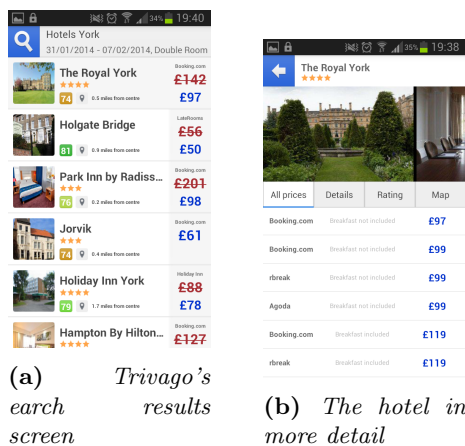 34% 19:40
Hotels York
31/01/2014 - 07/02/2014, Double Room
The Royal York
Booking.com
£142
74 0.5 miles from centre
£97
Holgate Bridge
LateRooms
£56
81 0.9 miles from centre
£50
Park Inn by Radiss...
Booking.com
£201
76 0.2 miles from centre
£98
Jorvik
Booking.com
£61
74 0.4 miles from centre
Holiday Inn York
Holiday Inn
£88
79 1.7 miles from centre
£78
Hampton By Hilton...
Booking.com
£127
(a) Trivago's
earch results
screen
35% 19:38
The Royal York
All prices Details Rating Map
Booking.com Breakfast not included £97
Booking.com Breakfast not included £99
rbreak Breakfast not included £99
Agoda Breakfast not included £99
Booking.com Breakfast included £119
rbreak Breakfast included £119
(b) The hotel in
more detail